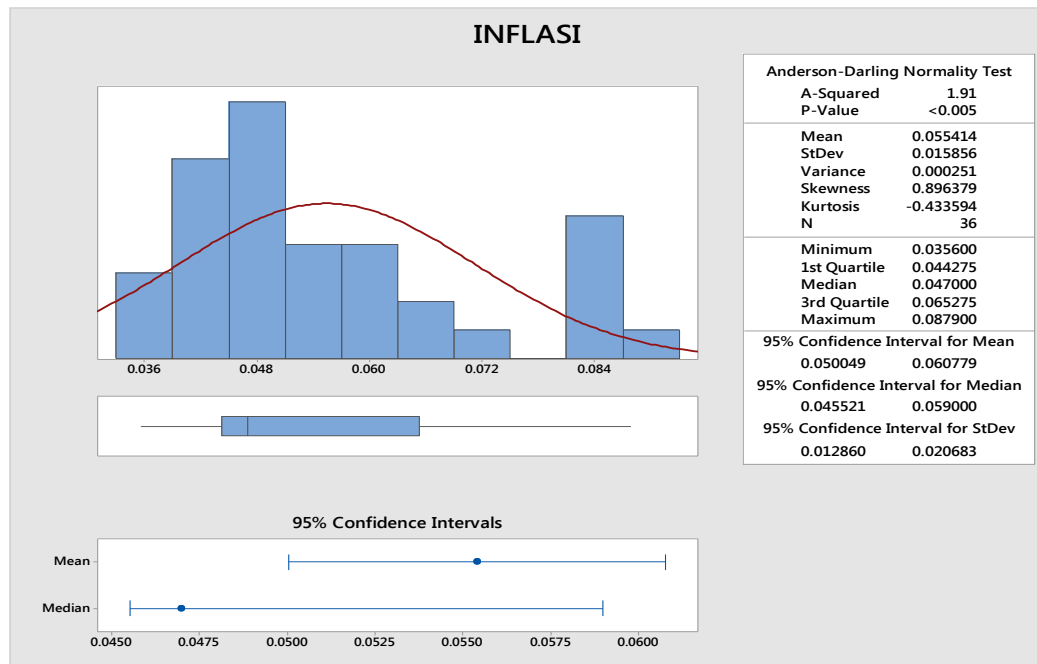 INFLASI
0.036 0.048 0.060 0.072 0.084
95% Confidence Intervals
Mean
Median
0.0450 0.0475 0.0500 0.0525 0.0550 0.0575 0.0600
Anderson-Darling Normality Test
A-Squared 1.91
P-Value <0.005
Mean 0.055414
StDev 0.015856
Variance 0.000251
Skewness 0.896379
Kurtosis -0.433594
N 36
Minimum 0.035600
1st Quartile 0.044275
Median 0.047000
3rd Quartile 0.065275
Maximum 0.087900
95% Confidence Interval for Mean
0.050049 0.060779
95% Confidence Interval for Median
0.045521 0.059000
95% Confidence Interval for StDev
0.012860 0.020683